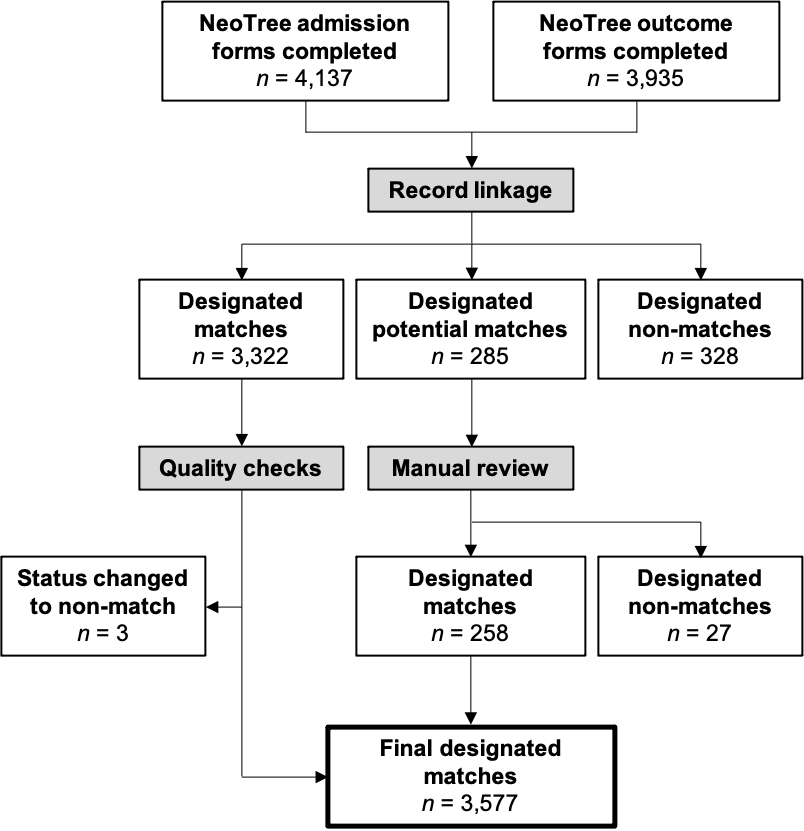 NeoTree admission
forms completed
n = 4,137
NeoTree outcome
forms completed
n = 3,935
Record linkage
Designated
matches
n = 3,322
Designated
potential matches
n = 285
Designated
non-matches
n = 328
Quality checks
Manual review
Status changed
to non-match
n = 3
Designated
matches
n = 258
Designated
non-matches
n = 27
Final designated
matches
n = 3,577